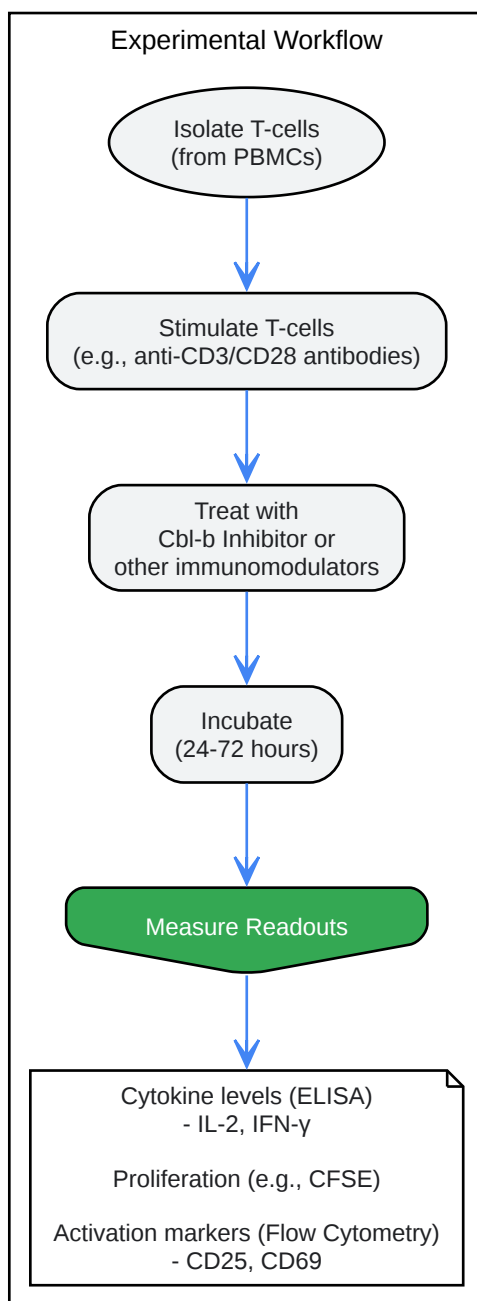 Experimental Workflow
Isolate T-cells
(from PBMCs)
Stimulate T-cells
(e.g., anti-CD3/CD28 antibodies)
Treat with
Cbl-b Inhibitor or
other immunomodulators
Incubate
(24-72 hours)
Measure Readouts
Cytokine levels (ELISA)
- IL-2, IFN-γ
Proliferation (e.g., CFSE)
Activation markers (Flow Cytometry)
- CD25, CD69